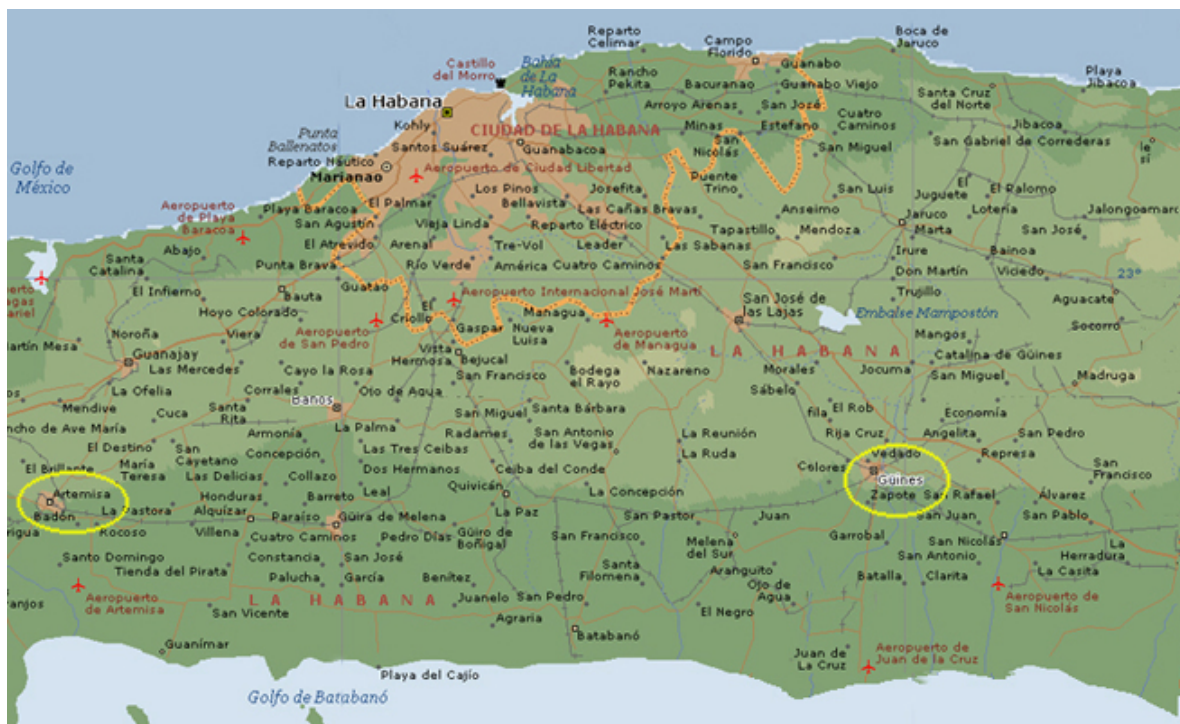 Reparto
Celimar
Campo
Florido
Boca de
Jaruco
Castillo
del Morro
Bahía
de La
Habana
Guanabo
Rancho
Pekita
Bacuranao
Guanabo Viejo
Playa
Jibacoa
Santa Cruz
del Norte
La Habana
Arroyo Arenas
San José
Kohly
CIUDAD DE LA HABANA
Minas
Estefano
Cuatro
Caminos
Jibacoa
Punta
Ballenatos
Santos Suárez
Guanabacoa
San
Nicolás
San Miguel
San Gabriel de Correderas
Golfo de
México
Reparto Náutico
Marianao
Aeropuerto de Ciudad Libertad
Puente
Trino
Los Pinos
Josefita
San Luis
El
Juguete
El Palomo
Aeropuerto
de Playa
Baracoa
Playa Baracoa
El Palmar
Bellavista
Las Cañas Bravas
Anseimo
Jaruco
Lotería
Jalongoamarc
San Agustín
Vieja Linda
Reparto Eléctrico
Tapastillo
Mendoza
Marta
San José
Abajo
El Atrevido
Arenal
Tre-Vol
Leader
Las Sabanas
Irure
Bainoa
Santa
Catalina
Punta Brava
Río Verde
América
Cuatro Caminos
San Francisco
Don Martín
Viciedo
23°
El Infierno
Bauta
Guatao
Aeropuerto Internacional José Martí
Trujillo
Aguacate
Hoyo Colorado
El
Criollo
Managua
San José de
las Lajas
Embalse Mampostón
Socorro
Noroña
Viera
Aeropuerto
de San Pedro
Gaspar
Nueva
Luisa
Aeropuerto
de Managua
Mangos
Martín Mesa
Guanajay
Vista
Hermosa
Bejucal
LA HABANA
Catalina de Güines
Las Mercedes
Cayo la Rosa
San Francisco
Bodega
el Rayo
Nazareno
Morales
Jocuma
San Miguel
Madruga
La Ofelia
Corrales
Ojo de Agua
Sábelo
Mendive
Cuca
Santa
Rita
Baños
San Miguel
Santa Bárbara
fila
El Rob
Economía
ncho de Ave María
Armonía
La Palma
Radames
San Antonio
de las Vegas
La Reunión
Rija Cruz
Angelita
San Pedro
El Destino
San
Cayetano
Concepción
Las Tres Ceibas
La Ruda
Vedado
Represa
El Brillante
María
Teresa
Las Delicias
Collazo
Dos Hermanos
Ceiba del Conde
Colores
Güines
San
Francisco
Artemisa
Honduras
Barreto
Leal
Quivicán
La Concepción
Zapote
San Rafael
Álvarez
Badón
La Pastora
Alquízar
Paraíso
Güira de Melena
La Paz
San Pastor
Juan
San Juan
San Pablo
Rocoso
Villena
Cuatro Caminos
Pedro Días
Güiro de
Boñigal
San Francisco
Melena
del Sur
Garrobal
San Nicolás
La
Herradura
Santo Domingo
Constancia
San José
Santa
Filomena
Aranguito
San Antonio
La Casita
Tienda del Pirata
Palucha
García
Benítez
Ojo de
Agua
Batalla
Clarita
Aeropuerto
de Artemisa
LA HABANA
Juanelo
San Pedro
El Negro
Aeropuerto de
San Nicolás
San Vicente
Agraria
Guanímar
Batabanó
Juan de
La Cruz
Aeropuerto de
Juan de la Cruz
Playa del Cajío
Golfo de Batabanó